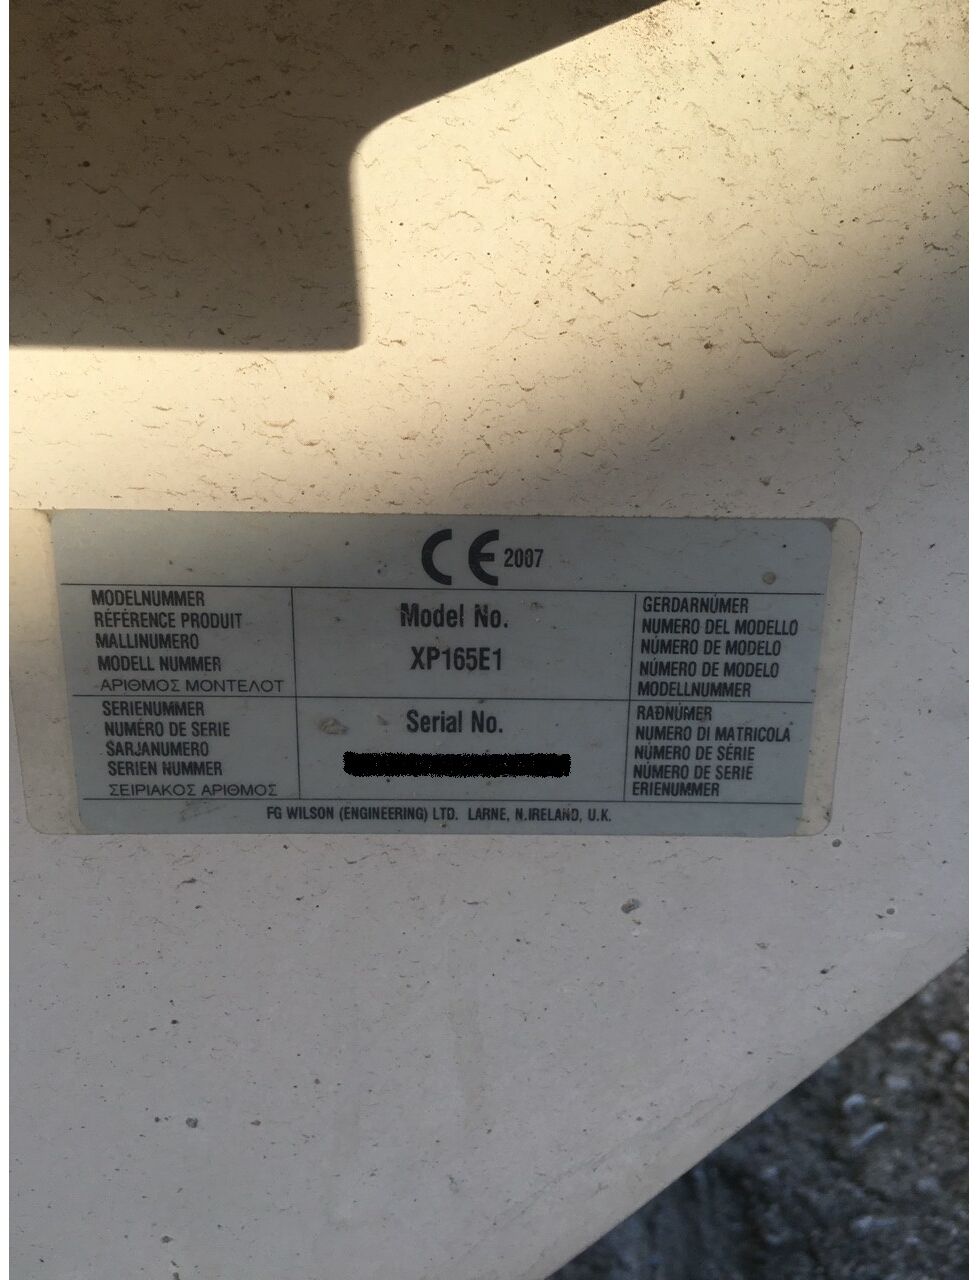 CE 2007
MODELNUMMER
RÉFÉRENCE PRODUIT
MALLINUMERO
MODELL NUMMER
ΑΡΙΘΜΟΣ ΜΟΝΤΕΛΟΤ
Model No.
XP165E1
GERÐARNÚMER
NUMERO DEL MODELLO
NÚMERO DE MODELO
NÚMERO DE MODELO
MODELLNUMMER
SERIENUMMER
NUMÉRO DE SERIE
SARJANUMERO
SERIEN NUMMER
ΣΕΙΡΙΑΚΟΣ ΑΡΙΘΜΟΣ
Serial No.
RAÐNÚMER
NUMERO DI MATRICOLA
NÚMERO DE SÉRIE
NÚMERO DE SERIE
ERIENUMMER
FG WILSON (ENGINEERING) LTD. LARNE, N.IRELAND, U.K.